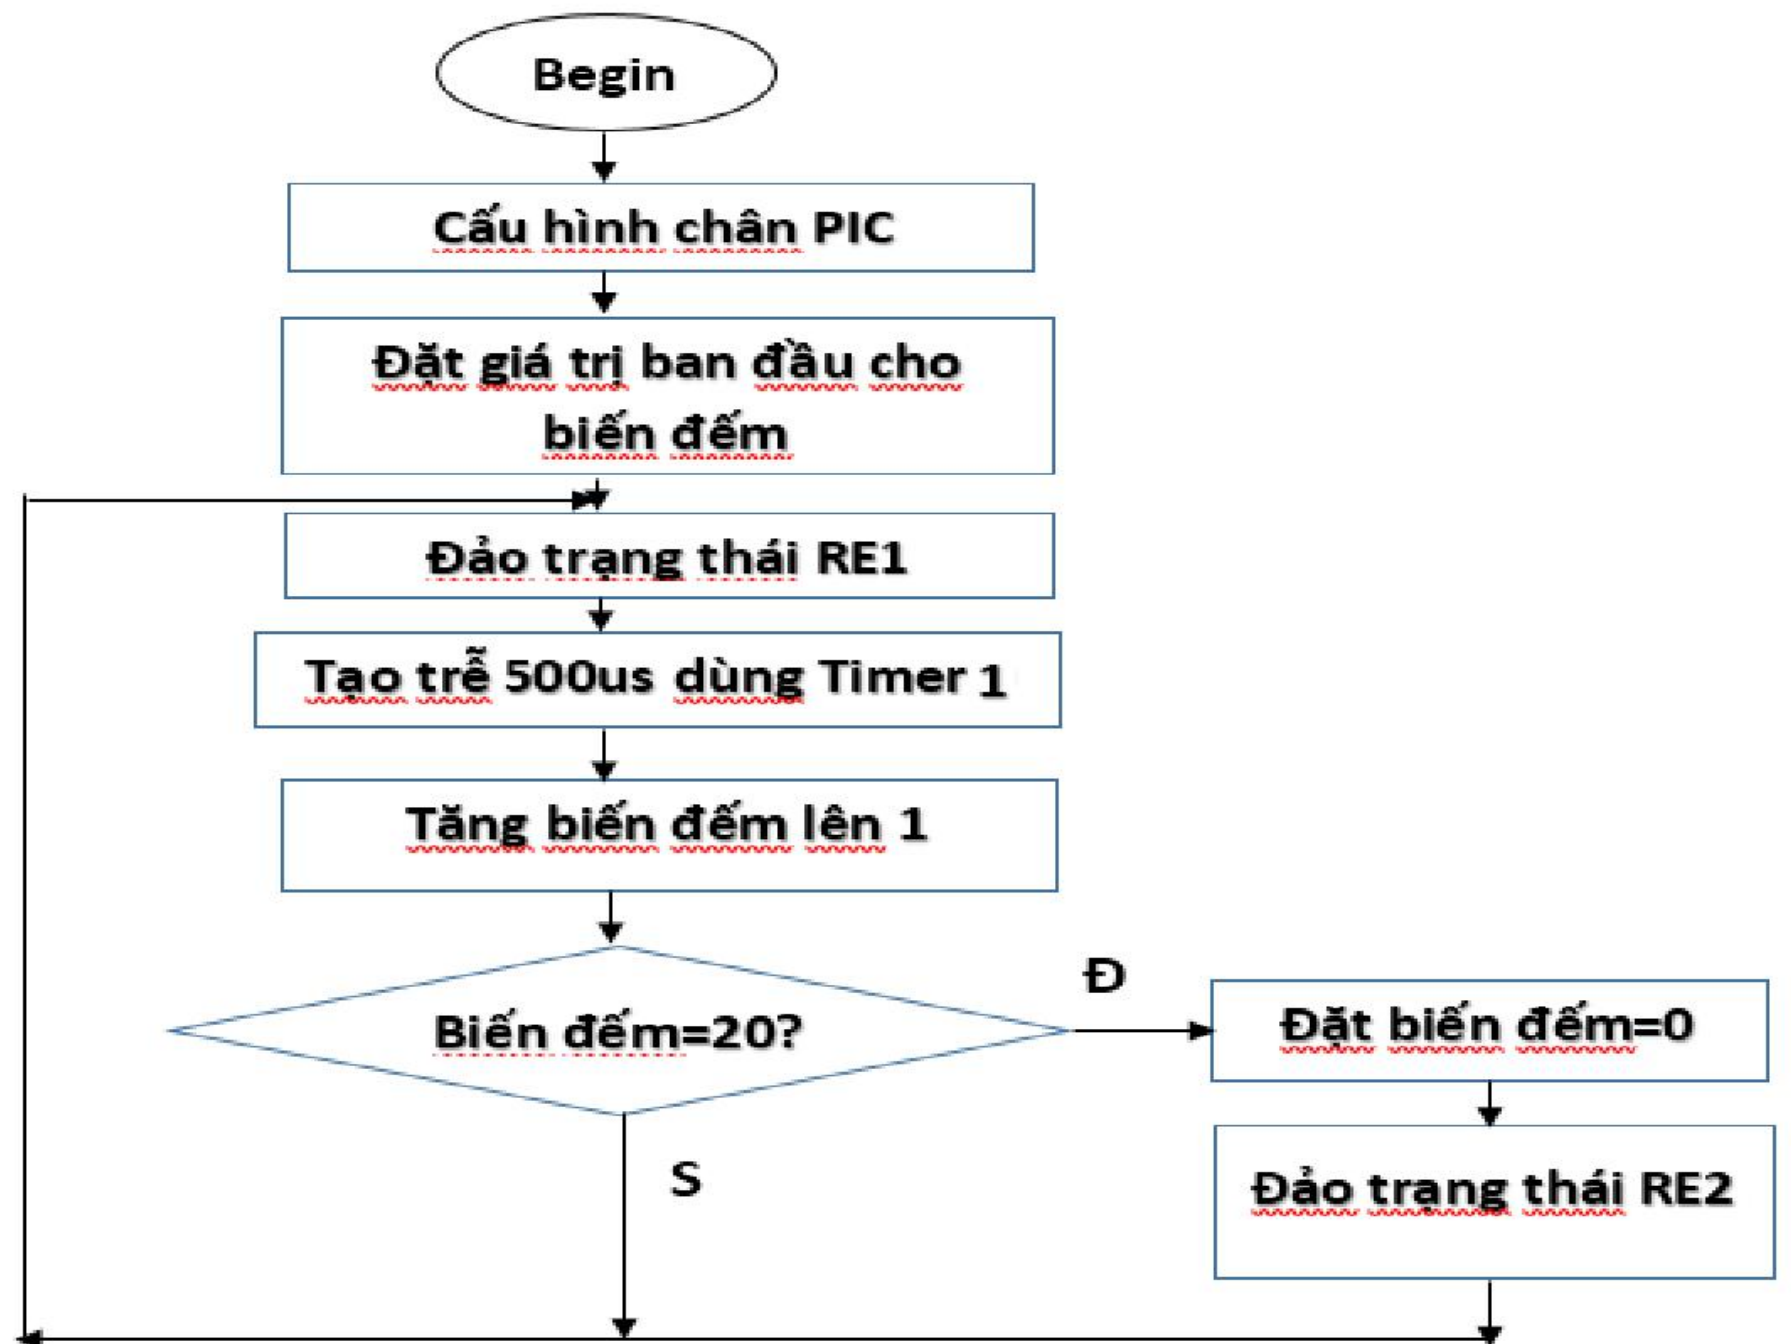 Begin
Cấu hình chân PIC
Đặt giá trị ban đầu cho
biến đếm
Đảo trạng thái RE1
Tạo trễ 500us dùng Timer 1
Tăng biến đếm lên 1
Biến đếm=20?
Đ
Đặt biến đếm=0
S
Đảo trạng thái RE2